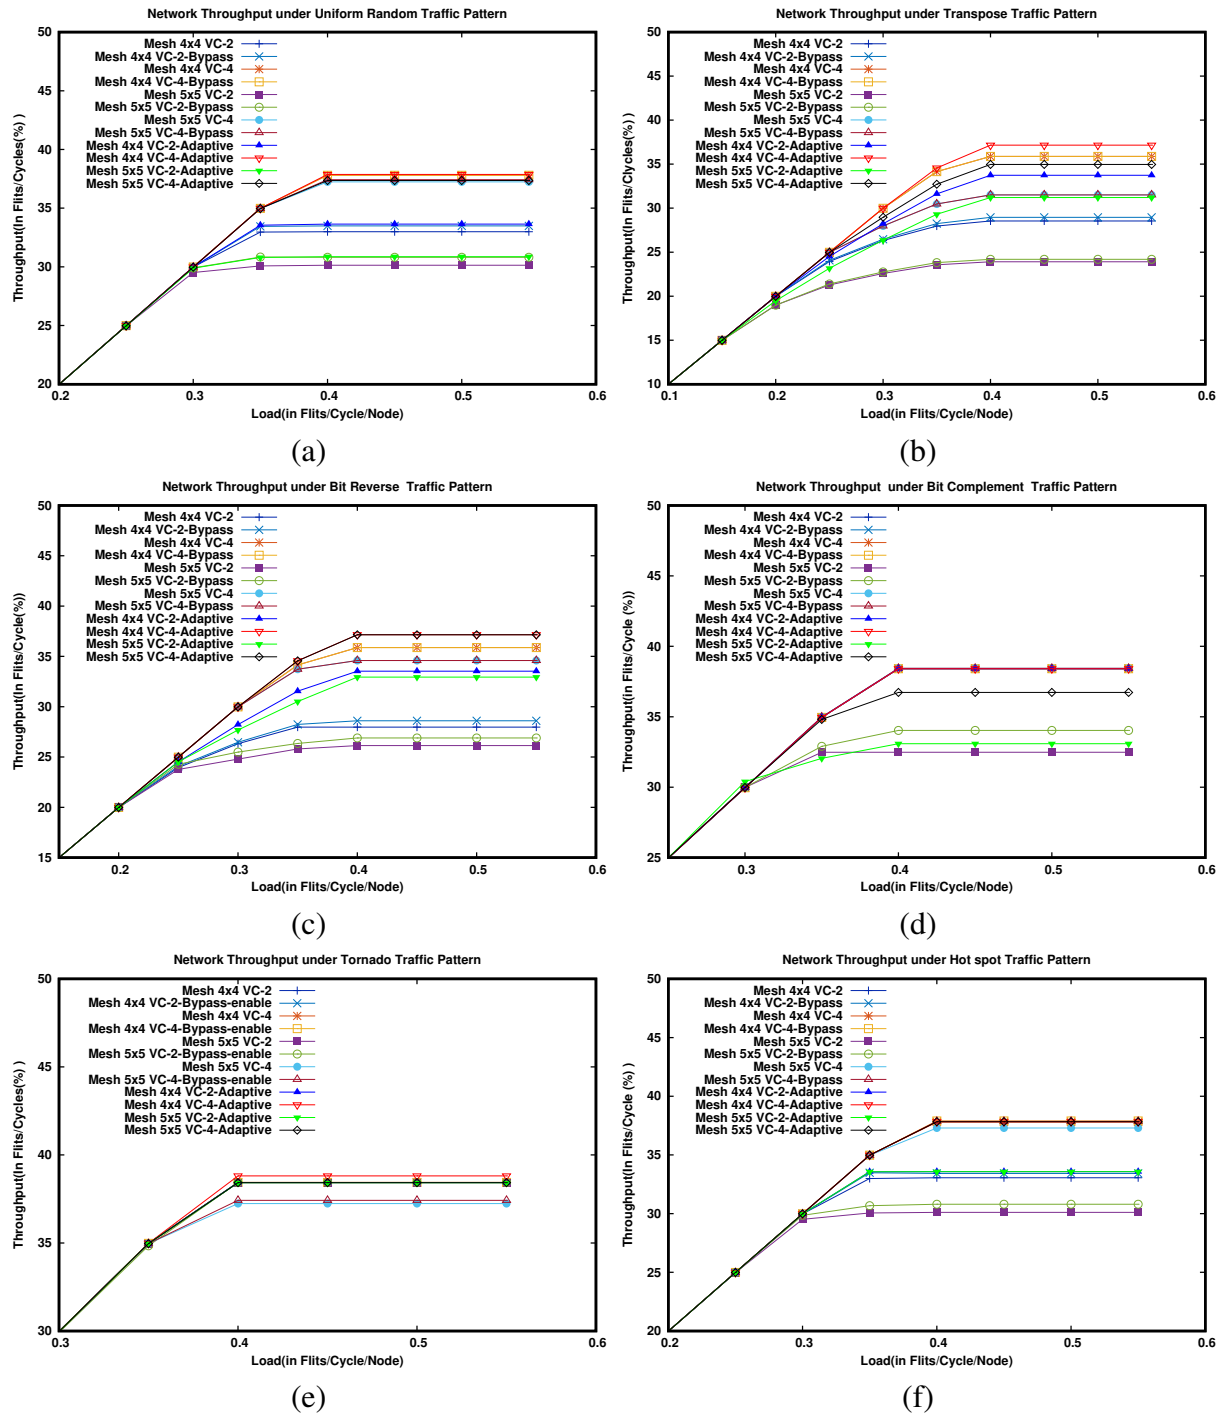 Network Throughput under Uniform Random Traffic Pattern
Throughput(In Flits/Cycles(%) )
50
45
40
35
30
25
20
Mesh 4x4 VC-2
Mesh 4x4 VC-2-Bypass
Mesh 4x4 VC-4
Mesh 4x4 VC-4-Bypass
Mesh 5x5 VC-2
Mesh 5x5 VC-2-Bypass
Mesh 5x5 VC-4
Mesh 5x5 VC-4-Bypass
Mesh 4x4 VC-2-Adaptive
Mesh 4x4 VC-4-Adaptive
Mesh 5x5 VC-2-Adaptive
Mesh 5x5 VC-4-Adaptive
0.2 0.3 0.4 0.5 0.6
Load(in Flits/Cycle/Node)
(a)
Network Throughput under Transpose Traffic Pattern
Throughput(In Flits/Cycles(%) )
50
45
40
35
30
25
20
15
10
Mesh 4x4 VC-2
Mesh 4x4 VC-2-Bypass
Mesh 4x4 VC-4
Mesh 4x4 VC-4-Bypass
Mesh 5x5 VC-2
Mesh 5x5 VC-2-Bypass
Mesh 5x5 VC-4
Mesh 5x5 VC-4-Bypass
Mesh 4x4 VC-2-Adaptive
Mesh 4x4 VC-4-Adaptive
Mesh 5x5 VC-2-Adaptive
Mesh 5x5 VC-4-Adaptive
0.1 0.2 0.3 0.4 0.5 0.6
Load(in Flits/Cycle/Node)
(b)
Network Throughput under Bit Reverse Traffic Pattern
Throughput(In Flits/Cycle(%))
50
45
40
35
30
25
20
15
Mesh 4x4 VC-2
Mesh 4x4 VC-2-Bypass
Mesh 4x4 VC-4
Mesh 4x4 VC-4-Bypass
Mesh 5x5 VC-2
Mesh 5x5 VC-2-Bypass
Mesh 5x5 VC-4
Mesh 5x5 VC-4-Bypass
Mesh 4x4 VC-2-Adaptive
Mesh 4x4 VC-4-Adaptive
Mesh 5x5 VC-2-Adaptive
Mesh 5x5 VC-4-Adaptive
0.2 0.3 0.4 0.5 0.6
Load(in Flits/Cycle/Node)
(c)
Network Throughput under Bit Complement Traffic Pattern
Throughput(in Flits/Cycle (%))
50
45
40
35
30
25
Mesh 4x4 VC-2
Mesh 4x4 VC-2-Bypass
Mesh 4x4 VC-4
Mesh 4x4 VC-4-Bypass
Mesh 5x5 VC-2
Mesh 5x5 VC-2-Bypass
Mesh 5x5 VC-4
Mesh 5x5 VC-4-Bypass
Mesh 4x4 VC-2-Adaptive
Mesh 4x4 VC-4-Adaptive
Mesh 5x5 VC-2-Adaptive
Mesh 5x5 VC-4-Adaptive
0.3 0.4 0.5 0.6
Load(in Flits/Cycle/Node)
(d)
Network Throughput under Tornado Traffic Pattern
Throughput(In Flits/Cycles(%) )
50
45
40
35
30
Mesh 4x4 VC-2
Mesh 4x4 VC-2-Bypass-enable
Mesh 4x4 VC-4
Mesh 4x4 VC-4-Bypass-enable
Mesh 5x5 VC-2
Mesh 5x5 VC-2-Bypass-enable
Mesh 5x5 VC-4
Mesh 5x5 VC-4-Bypass-enable
Mesh 4x4 VC-2-Adaptive
Mesh 4x4 VC-4-Adaptive
Mesh 5x5 VC-2-Adaptive
Mesh 5x5 VC-4-Adaptive
0.3 0.4 0.5 0.6
Load(in Flits/Cycle/Node)
(e)
Network Throughput under Hot spot Traffic Pattern
Throughput(in Flits/Cycle (%) )
50
45
40
35
30
25
20
Mesh 4x4 VC-2
Mesh 4x4 VC-2-Bypass
Mesh 4x4 VC-4
Mesh 4x4 VC-4-Bypass
Mesh 5x5 VC-2
Mesh 5x5 VC-2-Bypass
Mesh 5x5 VC-4
Mesh 5x5 VC-4-Bypass
Mesh 4x4 VC-2-Adaptive
Mesh 4x4 VC-4-Adaptive
Mesh 5x5 VC-2-Adaptive
Mesh 5x5 VC-4-Adaptive
0.2 0.3 0.4 0.5 0.6
Load(in Flits/Cycle/Node)
(f)